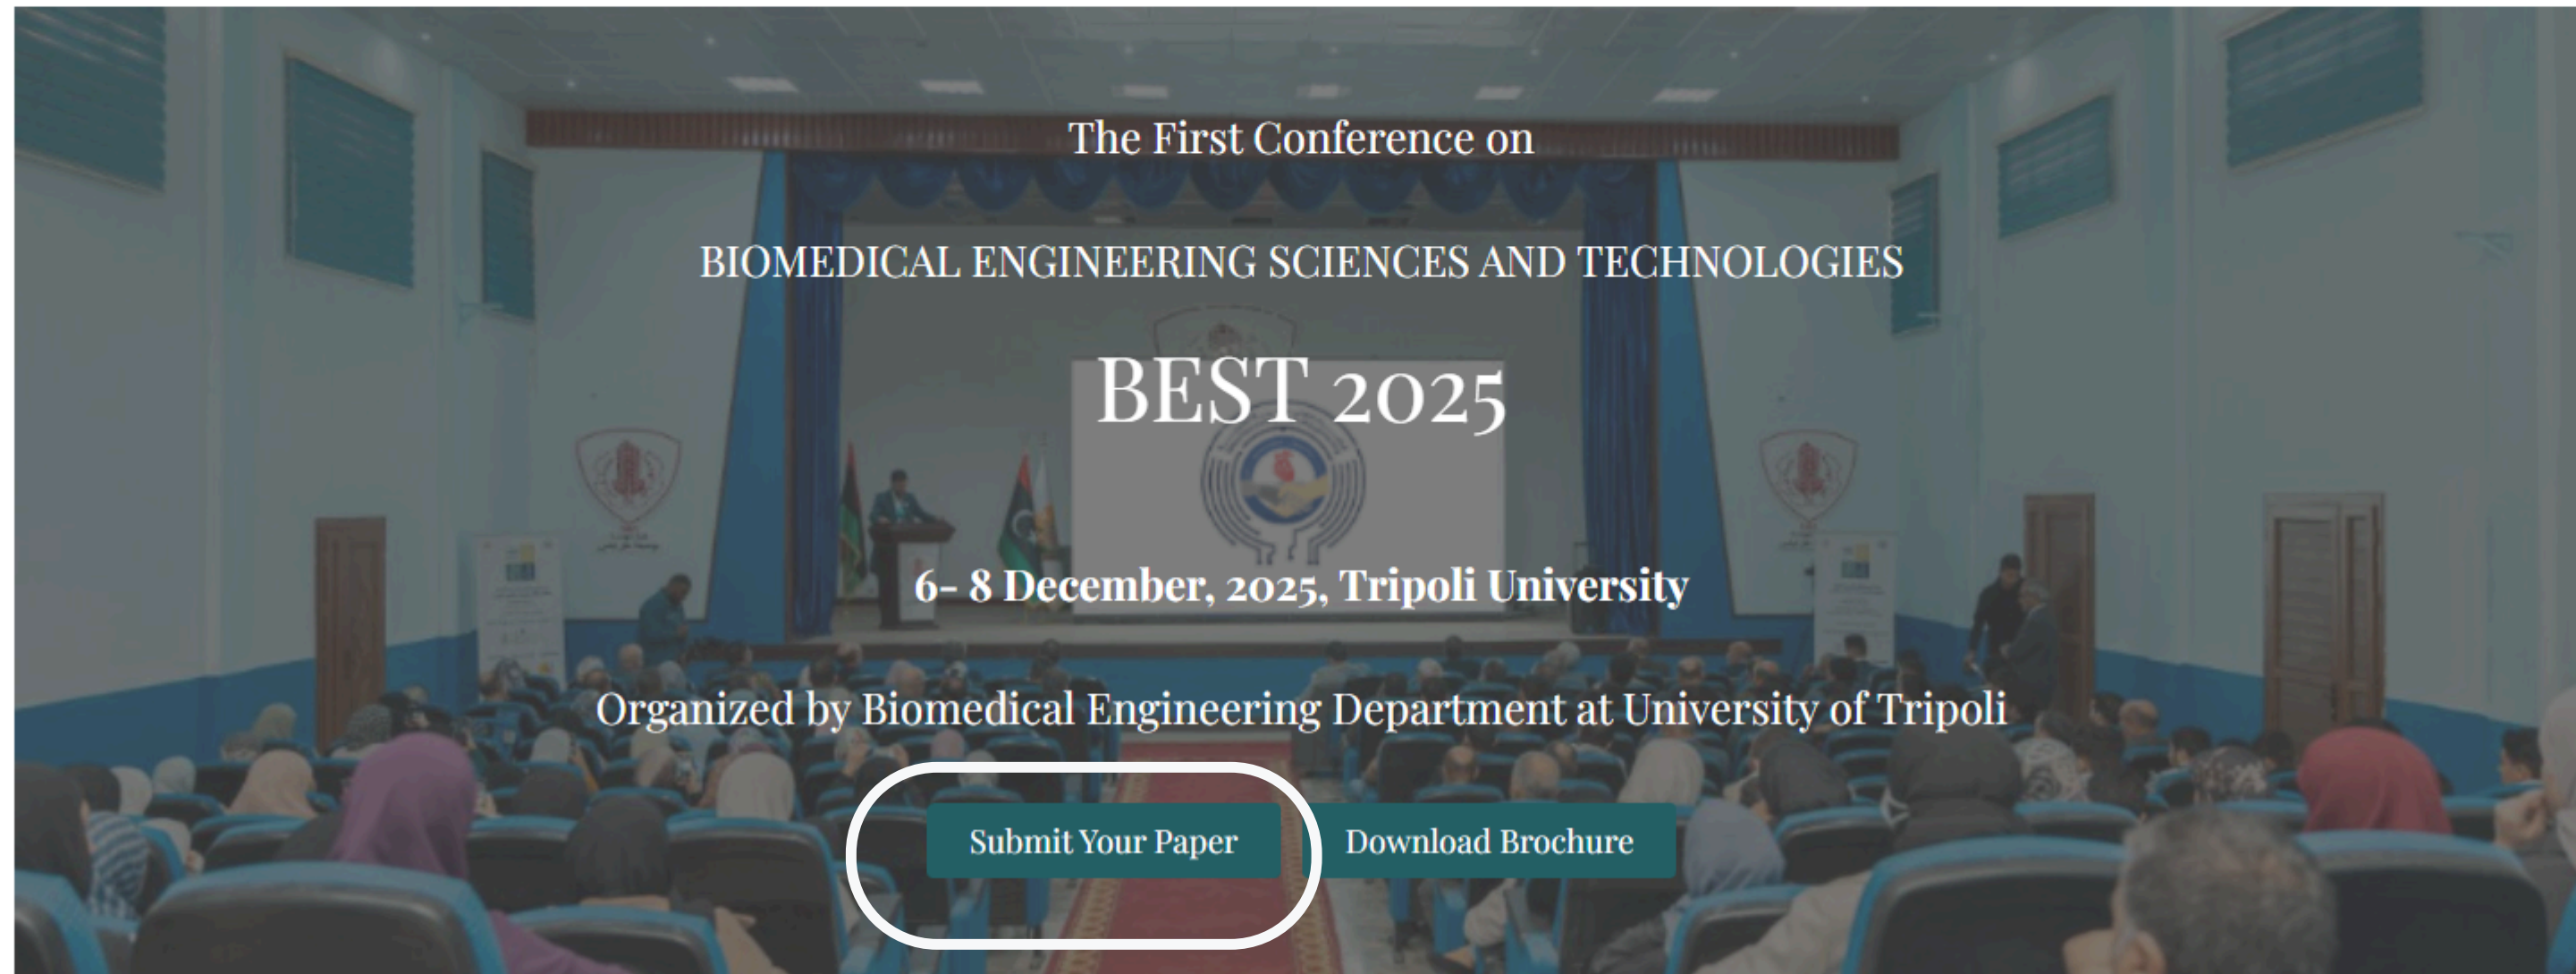 The First Conference on
BIOMEDICAL ENGINEERING SCIENCES AND TECHNOLOGIES
BEST 2025
6- 8 December, 2025, Tripoli University
Organized by Biomedical Engineering Department at University of Tripoli
Submit Your Paper
Download Brochure